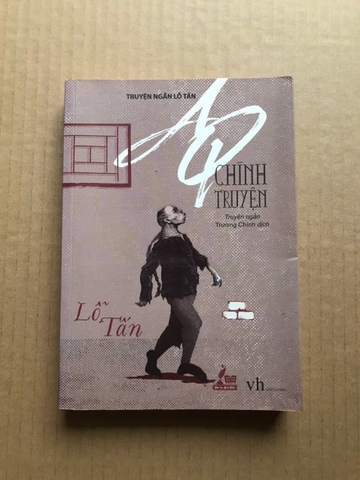 TRUYỆN NGẮN LỖ TẤN
AQ
CHÍNH
TRUYỆN
Truyện ngắn
Trương Chính dịch
Lỗ
Tấn
vh